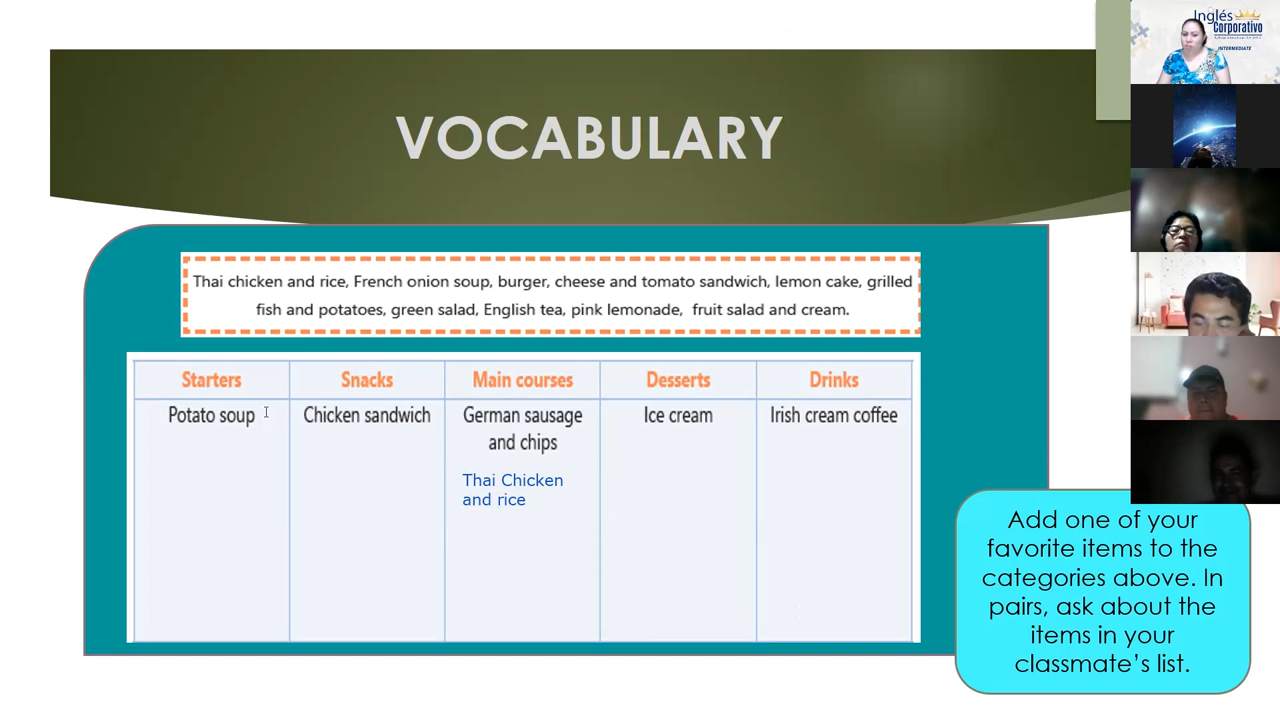 Inglés
Corporativo
INTERMEDIATE
VOCABULARY
Thai chicken and rice, French onion soup, burger, cheese and tomato sandwich, lemon cake, grilled
fish and potatoes, green salad, English tea, pink lemonade, fruit salad and cream.
Starters
Snacks
Main courses
Desserts
Drinks
Potato soup
Chicken sandwich
German sausage
and chips
Ice cream
Irish cream coffee
Thai Chicken
and rice
Add one of your
favorite items to the
categories above. In
pairs, ask about the
items in your
classmate’s list.